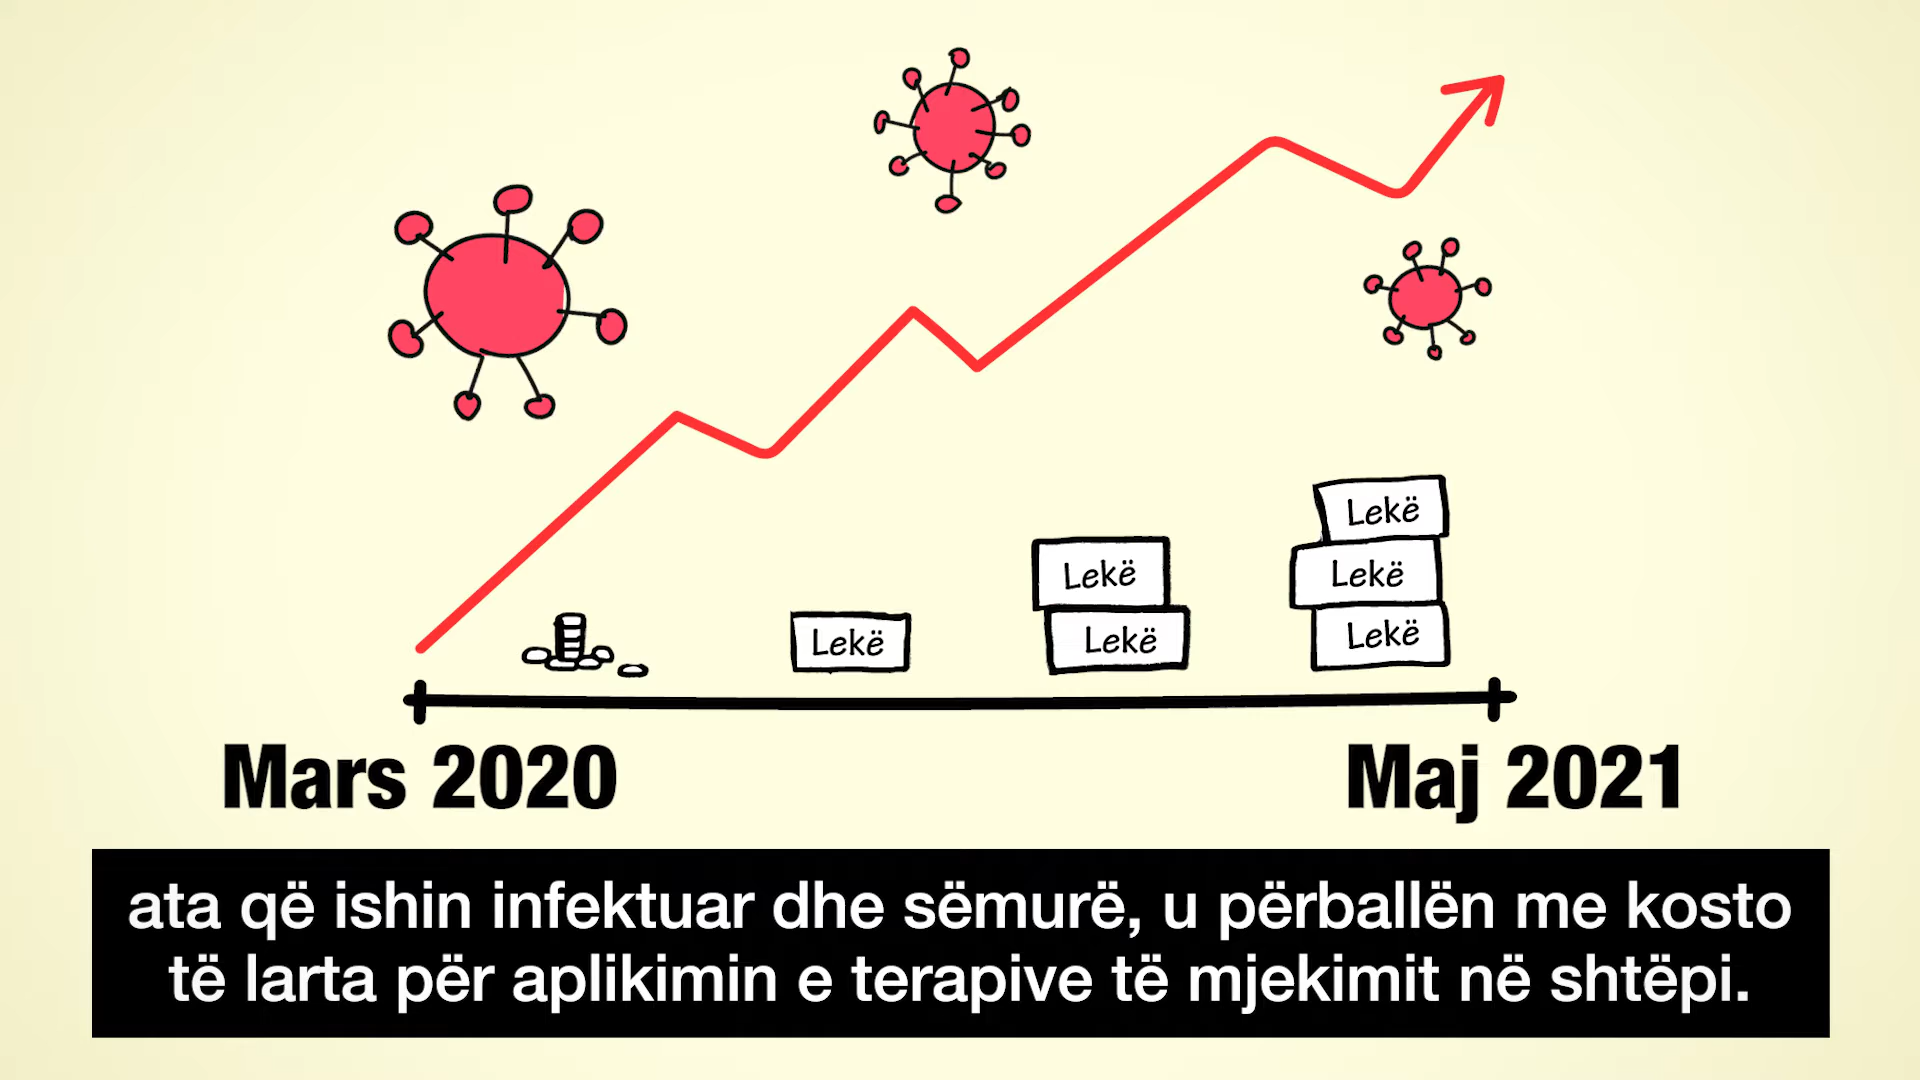 Lekë
Lekë
Lekë
Lekë
Lekë
Lekë
Mars 2020
Maj 2021
ata që ishin infektuar dhe sëmurë, u përballën me kosto
të larta për aplikimin e terapive të mjekimit në shtëpi.